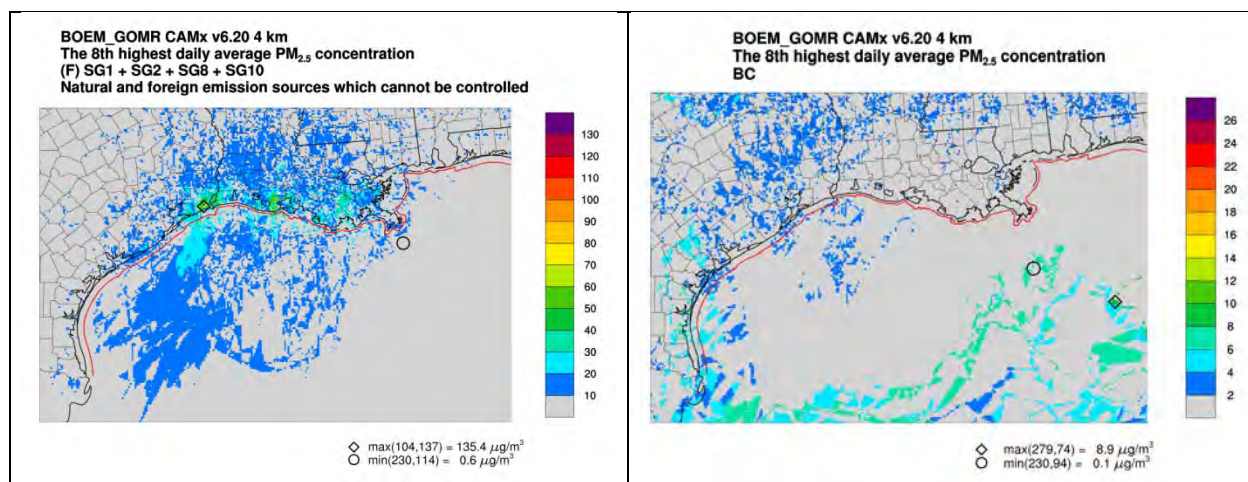 BOEM_GOMR CAMx v6.20 4 km
The 8th highest daily average PM2.5 concentration
(F) SG1 + SG2 + SG8 + SG10
Natural and foreign emission sources which cannot be controlled
130
120
110
100
90
80
70
60
50
40
30
20
10
max(104,137) = 135.4 μg/m³
min(230,114) = 0.6 μg/m³
BOEM_GOMR CAMx v6.20 4 km
The 8th highest daily average PM2.5 concentration
BC
26
24
22
20
18
16
14
12
10
8
6
4
2
max(279,74) = 8.9 μg/m³
min(230,94) = 0.1 μg/m³